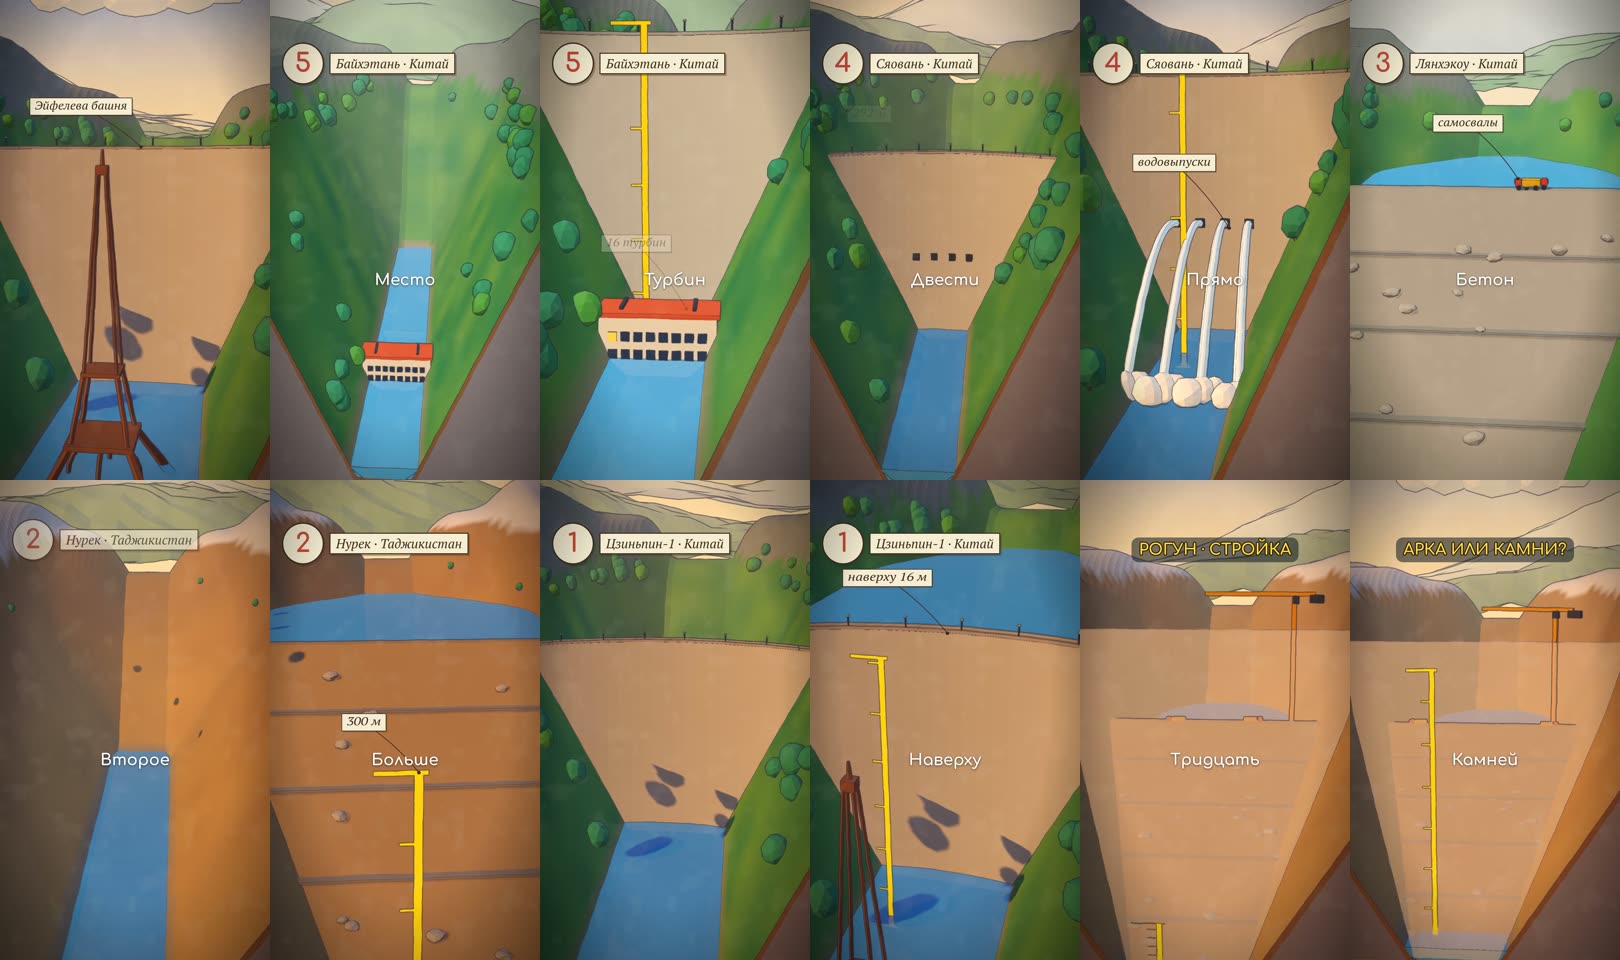 Эйфелева башня
5
Байхэтань · Китай
Место
5
Байхэтань · Китай
16 турбин
Турбин
4
Сяовань · Китай
292 м
Двести
4
Сяовань · Китай
водовыпуски
Прямо
3
Лянхэкоу · Китай
самосвалы
Бетон
2
Нурек · Таджикистан
Второе
2
Нурек · Таджикистан
300 м
Больше
1
Цзиньпин-1 · Китай
1
Цзиньпин-1 · Китай
наверху 16 м
Наверху
РОГУН · СТРОЙКА
Тридцать
АРКА ИЛИ КАМНИ?
Камней